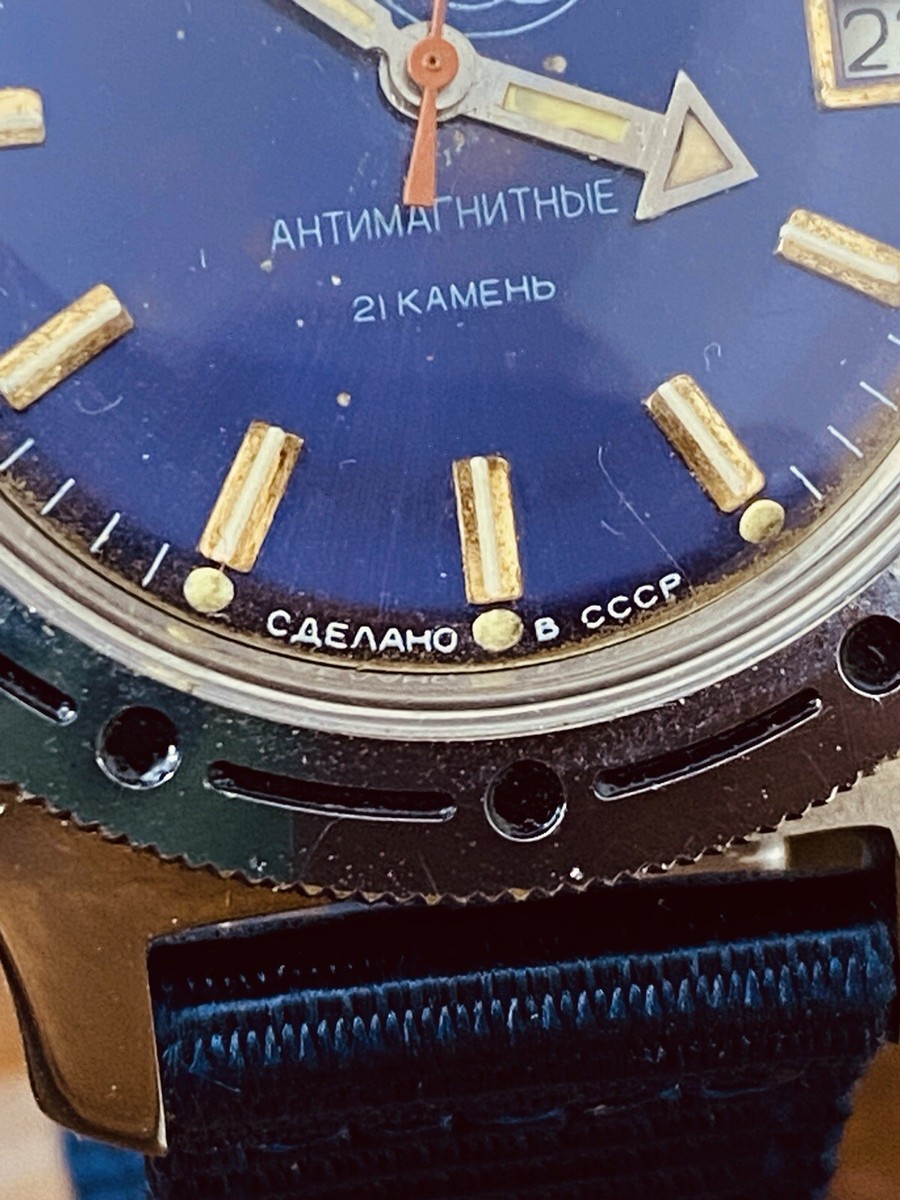 АНТИМАГНИТНЫЕ
21 КАМЕНЬ
СДЕЛАНО В СССР